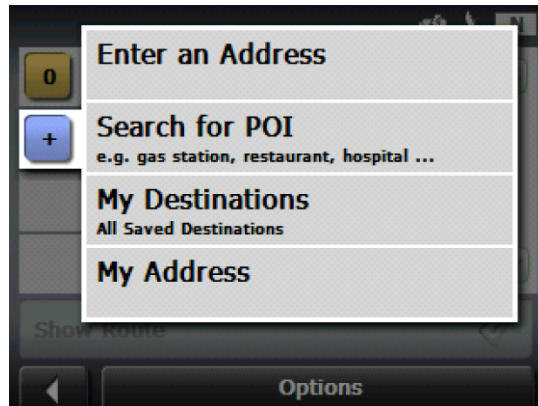 N
Enter an Address
0
Search for POI
+
e.g. gas station, restaurant, hospital ...
My Destinations
All Saved Destinations
My Address
Show Route
Options